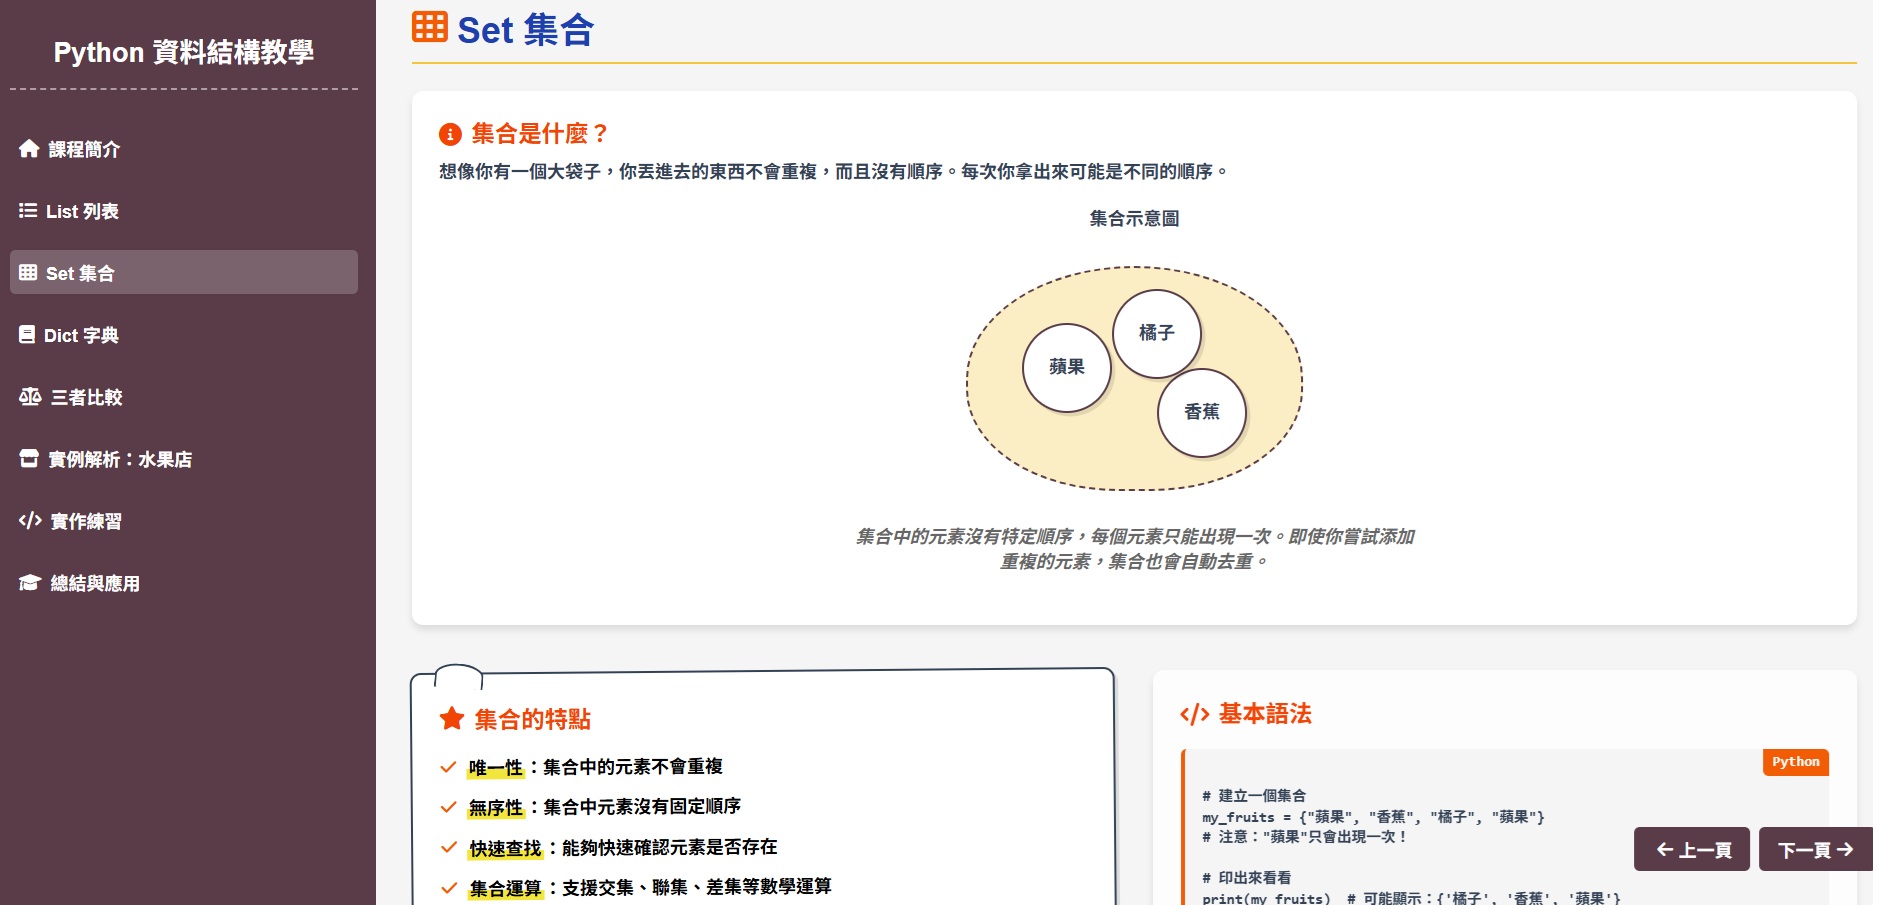 Python 資料結構教學
課程簡介
List 列表
Set 集合
Dict 字典
三者比較
實例解析：水果店
實作練習
總結與應用
Set 集合
集合是什麼？
想像你有一個大袋子，你丟進去的東西不會重複，而且沒有順序。每次你拿出來可能是不同的順序。
集合示意圖
橘子
蘋果
香蕉
集合中的元素沒有特定順序，每個元素只能出現一次。即使你嘗試添加
重複的元素，集合也會自動去重。
集合的特點
唯一性：集合中的元素不會重複
無序性：集合中元素沒有固定順序
快速查找：能夠快速確認元素是否存在
集合運算：支援交集、聯集、差集等數學運算
基本語法
Python
# 建立一個集合
my_fruits = {"蘋果", "香蕉", "橘子", "蘋果"}
# 注意："蘋果"只會出現一次！
# 印出來看看
print(my_fruits)  # 可能顯示：{'橘子', '香蕉', '蘋果'}
上一頁
下一頁